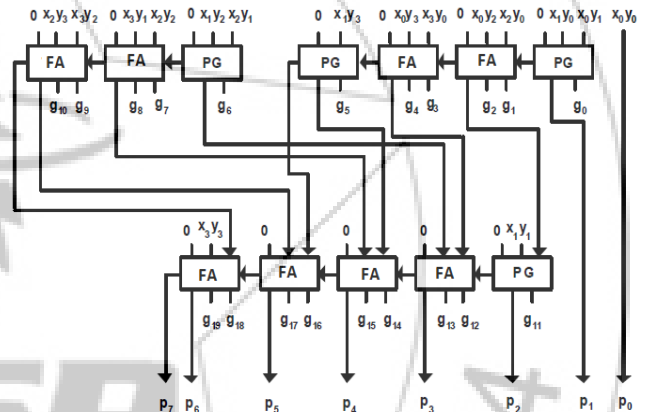 0 x₂y₃ x₃y₂ 0 x₃y₁ x₂y₂ 0 x₁y₂ x₂y₁ 0 x₁y₃ 0 x₀y₃ x₃y₀ 0 x₀y₂ x₂y₀ 0 x₁y₀ x₀y₁ x₀y₀
FA FA PG PG FA FA PG
g₁₀ g₉ g₈ g₇ g₆ g₅ g₄ g₃ g₂ g₁ g₀
0 x₃y₃ 0 0 0 0 x₁y₁
FA FA FA FA PG
g₁₉ g₁₈ g₁₇ g₁₆ g₁₅ g₁₄ g₁₃ g₁₂ g₁₁
p₇ p₆ p₅ p₄ p₃ p₂ p₁ p₀